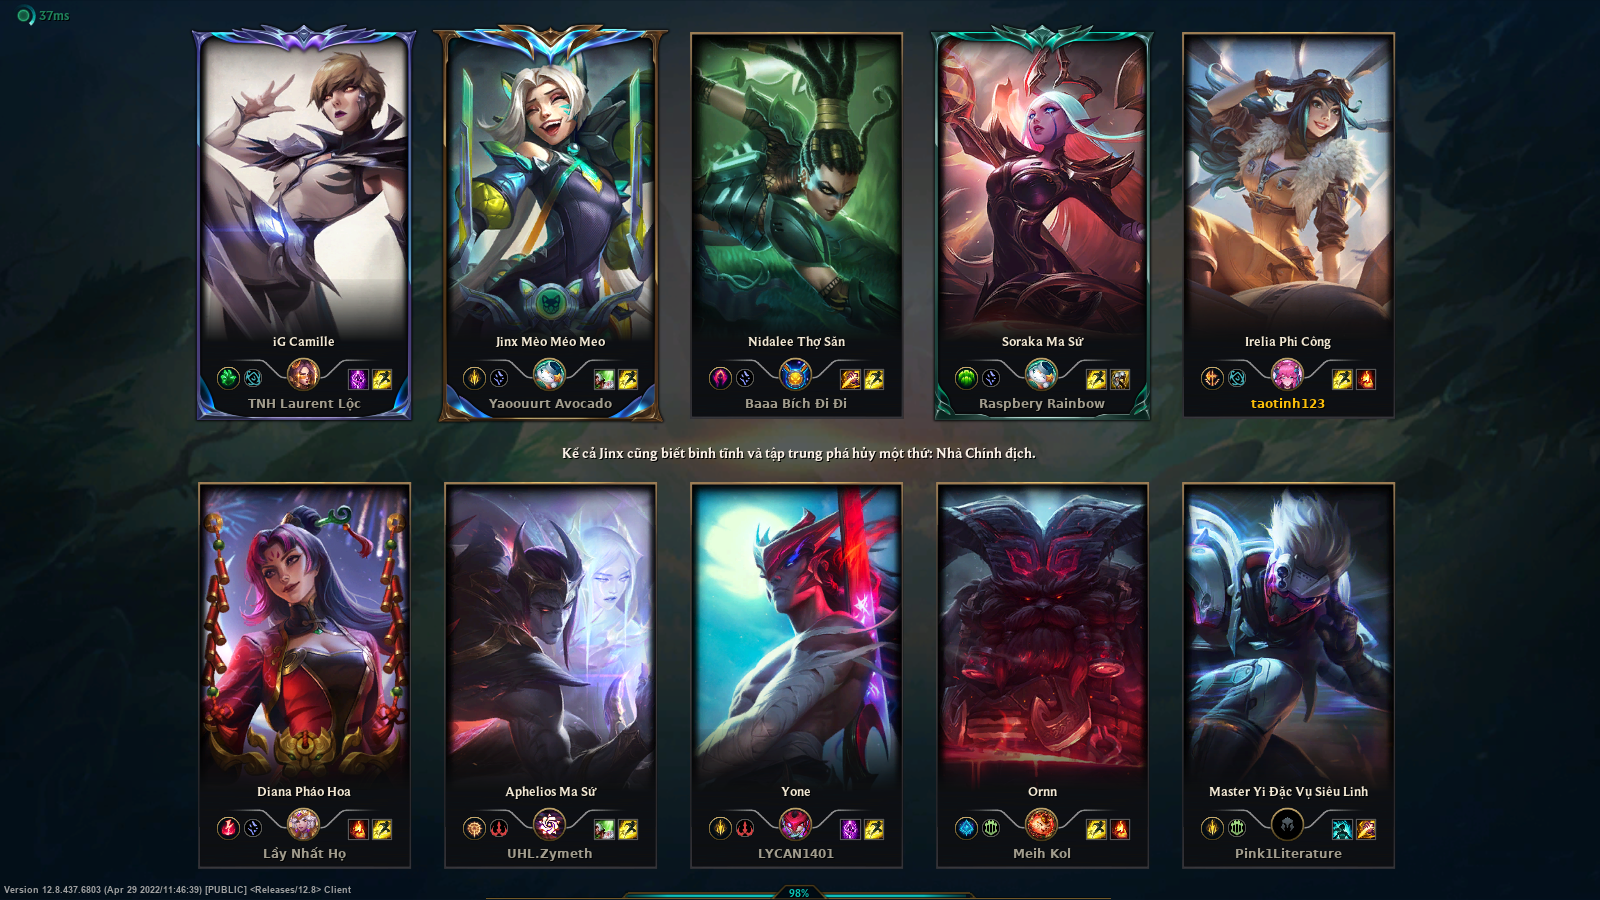 37ms
iG Camille
TNH Laurent Lộc
Jinx Mèo Méo Meo
Yaoouurt Avocado
Nidalee Thợ Săn
Baaa Bích Đi Đi
Soraka Ma Sứ
Raspbery Rainbow
Irelia Phi Công
taotinh123
Kể cả Jinx cũng biết bình tĩnh và tập trung phá hủy một thứ: Nhà Chính địch.
Diana Pháo Hoa
Lầy Nhất Họ
Aphelios Ma Sứ
UHL.Zymeth
Yone
LYCAN1401
Ornn
Meih Kol
Master Yi Đặc Vụ Siêu Linh
Pink1Literature
Version 12.8.437.6803 (Apr 29 2022/11:46:39) [PUBLIC] <Releases/12.8> Client
98%